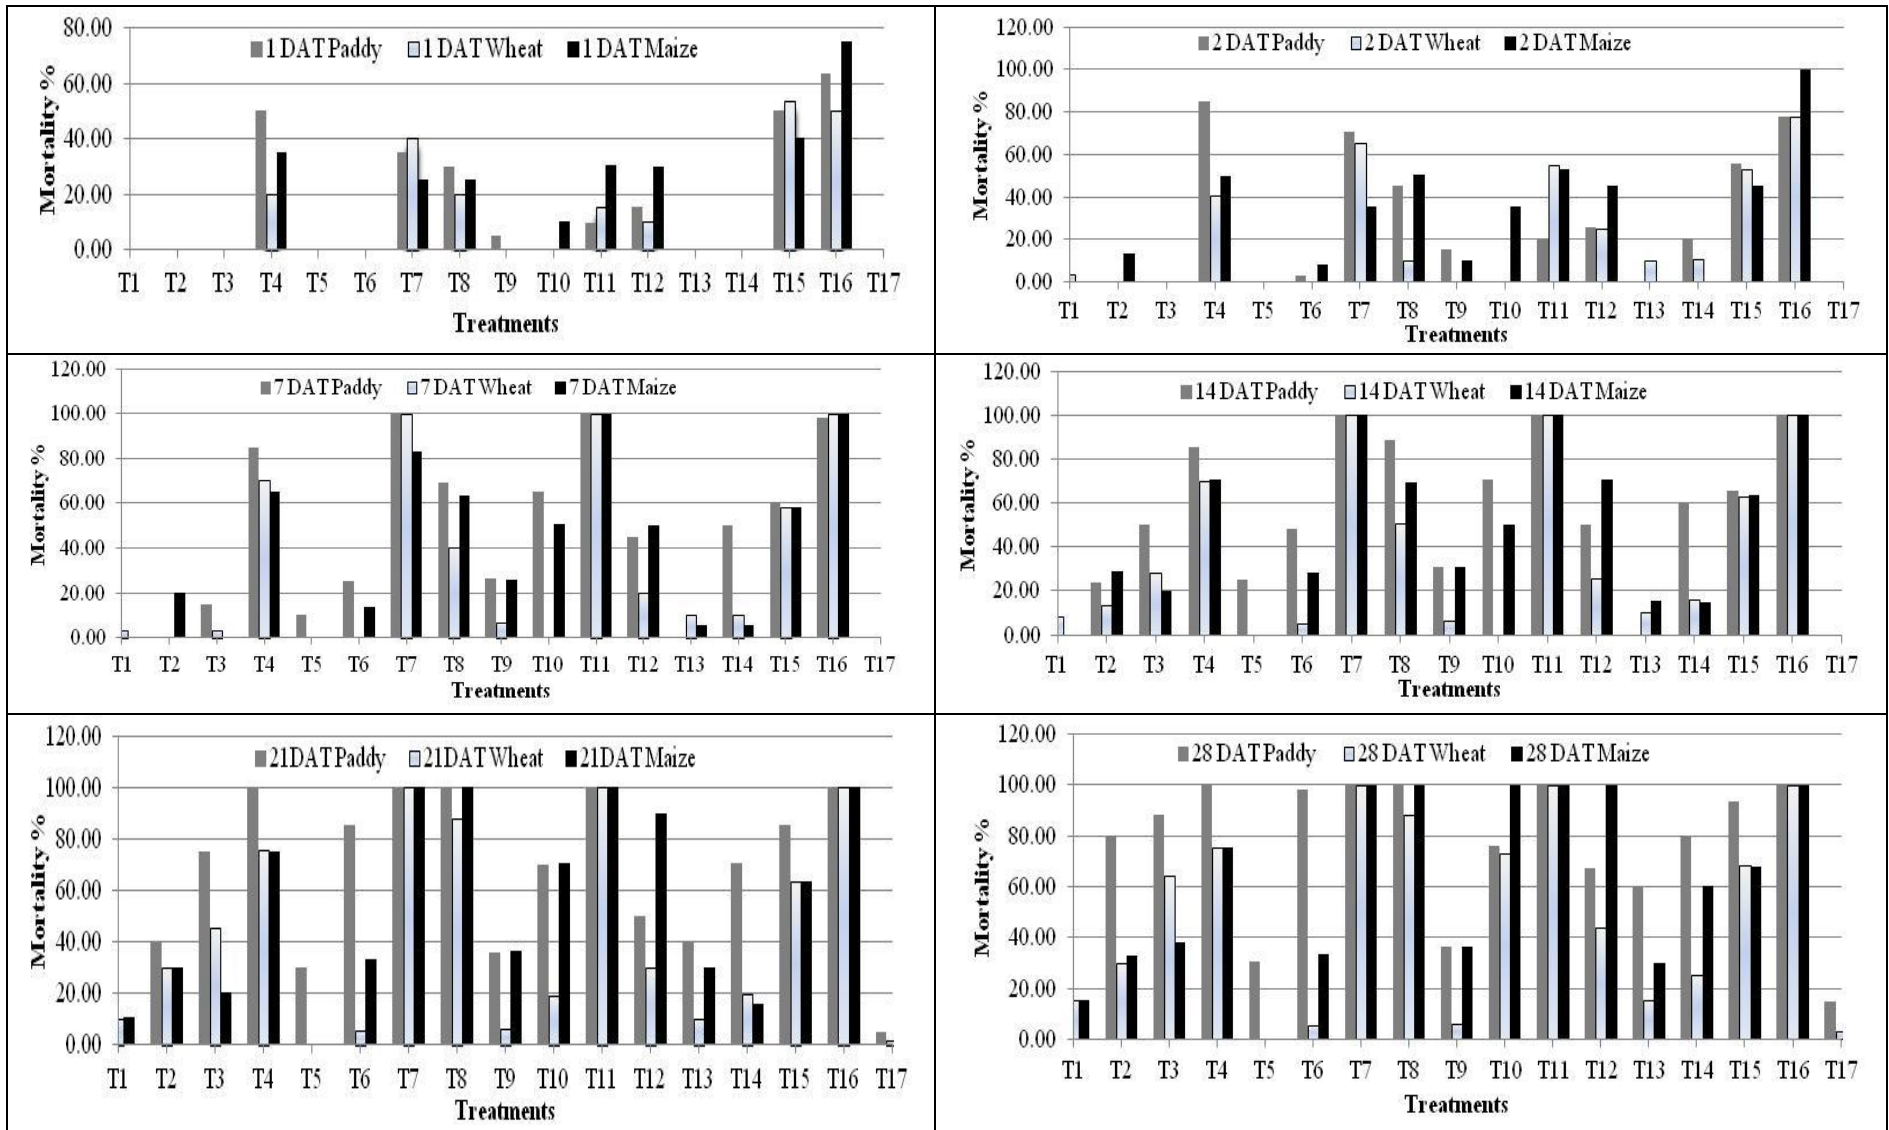 80.00
1 DAT Paddy 1 DAT Wheat 1 DAT Maize
60.00
40.00
20.00
0.00
Mortality %
T1 T2 T3 T4 T5 T6 T7 T8 T9 T10 T11 T12 T13 T14 T15 T16 T17
Treatments
120.00
2 DAT Paddy 2 DAT Wheat 2 DAT Maize
100.00
80.00
60.00
40.00
20.00
0.00
Mortality %
T1 T2 T3 T4 T5 T6 T7 T8 T9 T10 T11 T12 T13 T14 T15 T16 T17
Treatments
120.00
7 DAT Paddy 7 DAT Wheat 7 DAT Maize
100.00
80.00
60.00
40.00
20.00
0.00
Mortality %
T1 T2 T3 T4 T5 T6 T7 T8 T9 T10 T11 T12 T13 T14 T15 T16 T17
Treatments
120.00
14 DAT Paddy 14 DAT Wheat 14 DAT Maize
100.00
80.00
60.00
40.00
20.00
0.00
Mortality %
T1 T2 T3 T4 T5 T6 T7 T8 T9 T10 T11 T12 T13 T14 T15 T16 T17
Treatments
120.00
21DAT Paddy 21DAT Wheat 21DAT Maize
100.00
80.00
60.00
40.00
20.00
0.00
Mortality %
T1 T2 T3 T4 T5 T6 T7 T8 T9 T10 T11 T12 T13 T14 T15 T16 T17
Treatments
120.00
28 DAT Paddy 28 DAT Wheat 28 DAT Maize
100.00
80.00
60.00
40.00
20.00
0.00
Mortality %
T1 T2 T3 T4 T5 T6 T7 T8 T9 T10 T11 T12 T13 T14 T15 T16 T17
Treatments